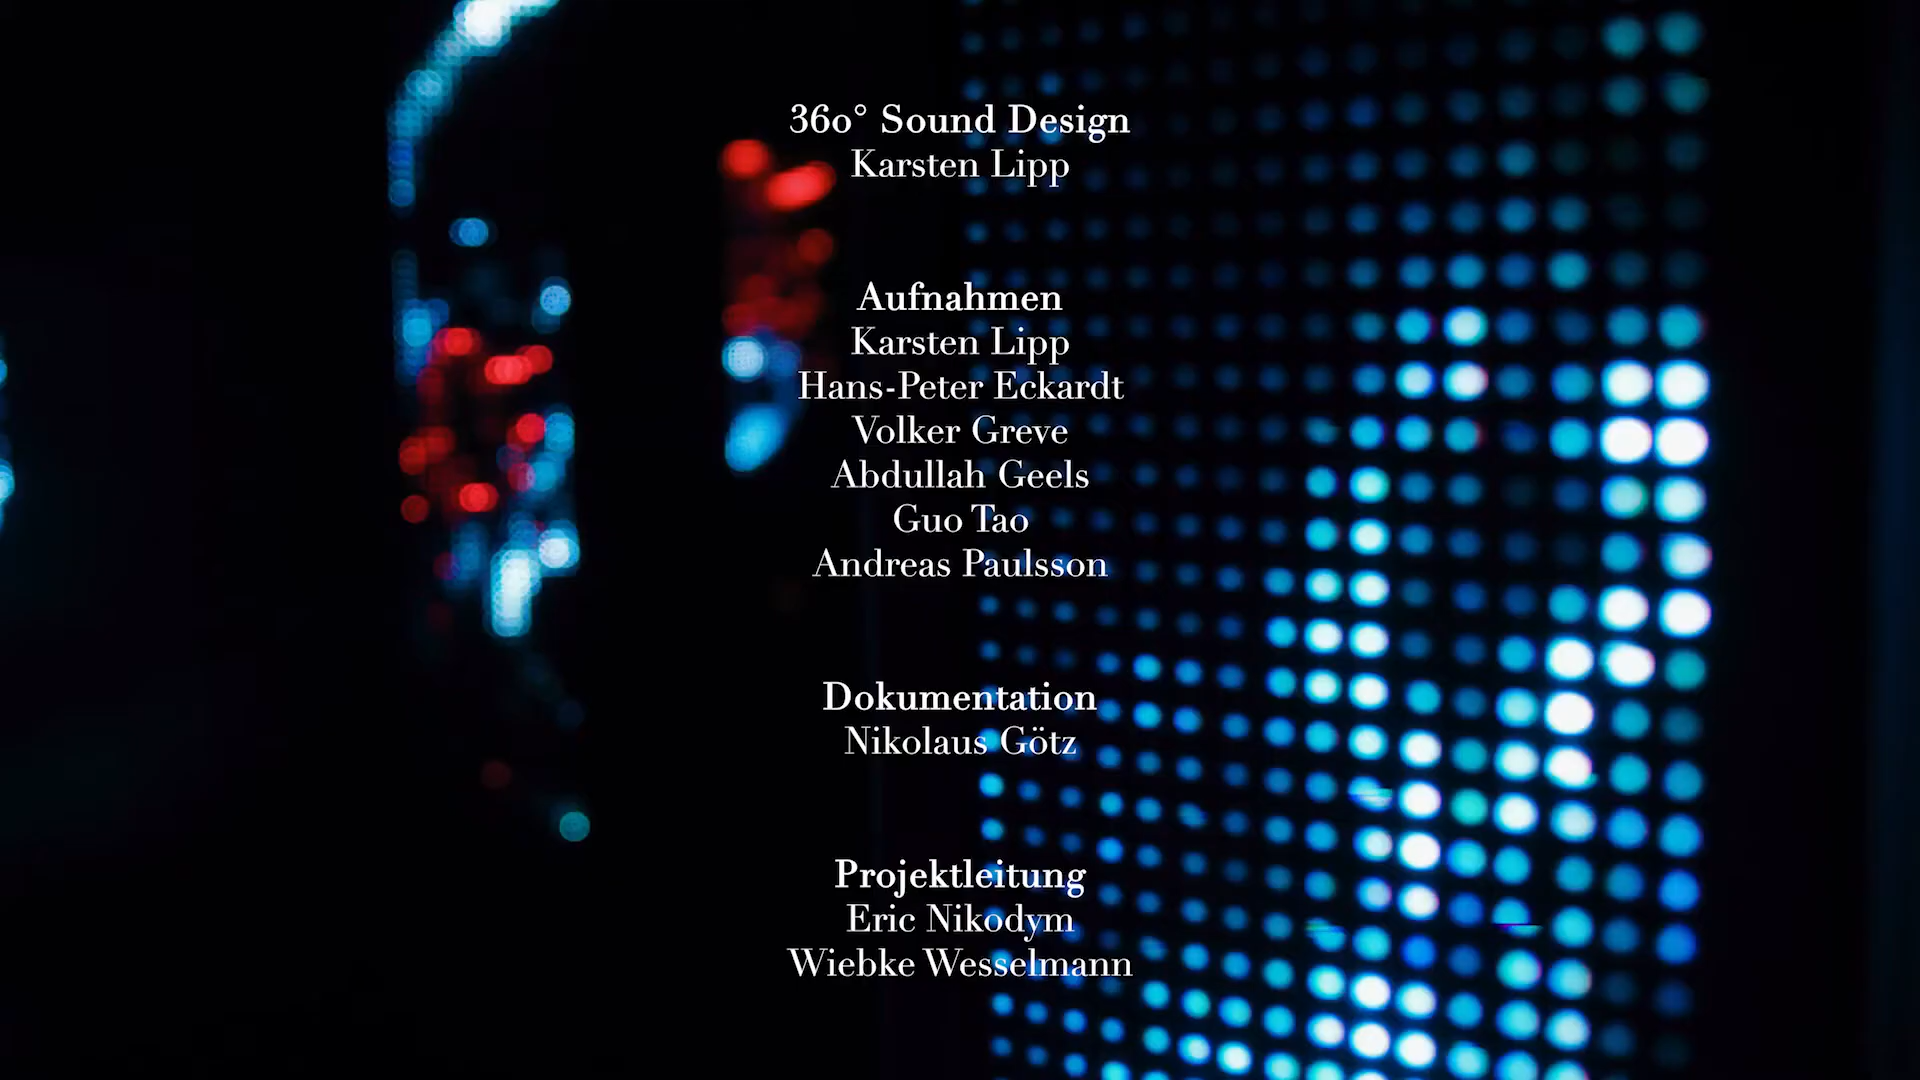 360° Sound Design
Karsten Lipp
Aufnahmen
Karsten Lipp
Hans-Peter Eckardt
Volker Greve
Abdullah Geels
Guo Tao
Andreas Paulsson
Dokumentation
Nikolaus Götz
Projektleitung
Eric Nikodym
Wiebke Wesselmann